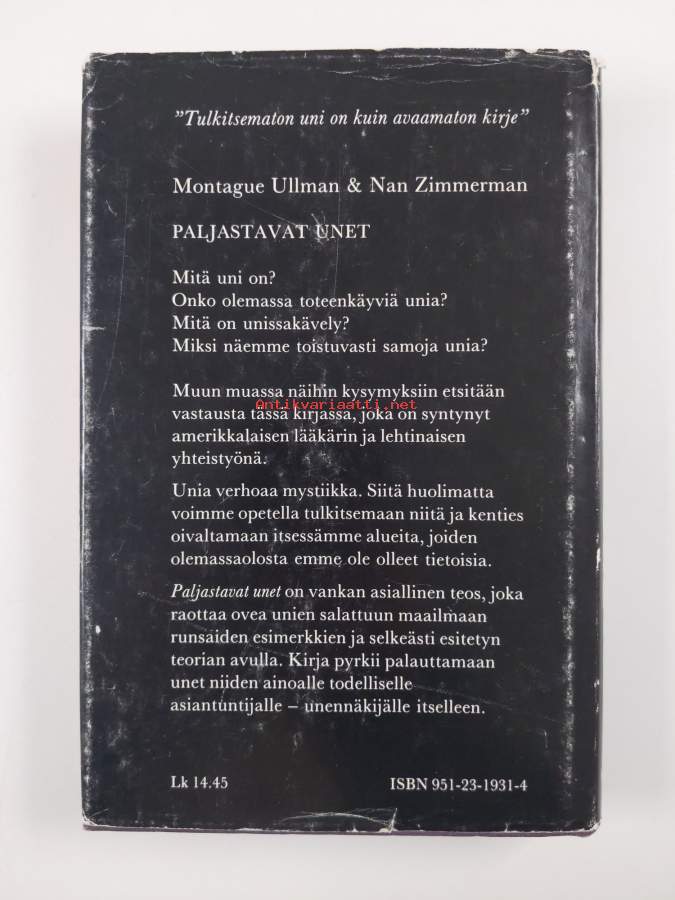 "Tulkitsematon uni on kuin avaamaton kirje"
Montague Ullman & Nan Zimmerman
PALJASTAVAT UNET
Mitä uni on?
Onko olemassa toteenkäyviä unia?
Mitä on unissakävely?
Miksi näemme toistuvasti samoja unia?
Muun muassa näihin kysymyksiin etsitään
Antikvariaatti.net
vastausta tässä kirjassa, joka on syntynyt
amerikkalaisen lääkärin ja lehtinaisen
yhteistyönä.
Unia verhoaa mystiikka. Siitä huolimatta
voimme opetella tulkitsemaan niitä ja kenties
oivaltamaan itsessämme alueita, joiden
olemassaolosta emme ole olleet tietoisia.
Paljastavat unet on vankan asiallinen teos, joka
raottaa ovea unien salattuun maailmaan
runsaiden esimerkkien ja selkeästi esitetyn
teorian avulla. Kirja pyrkii palauttamaan
unet niiden ainoalle todelliselle
asiantuntijalle – unennäkijälle itselleen.
Lk 14.45
ISBN 951-23-1931-4